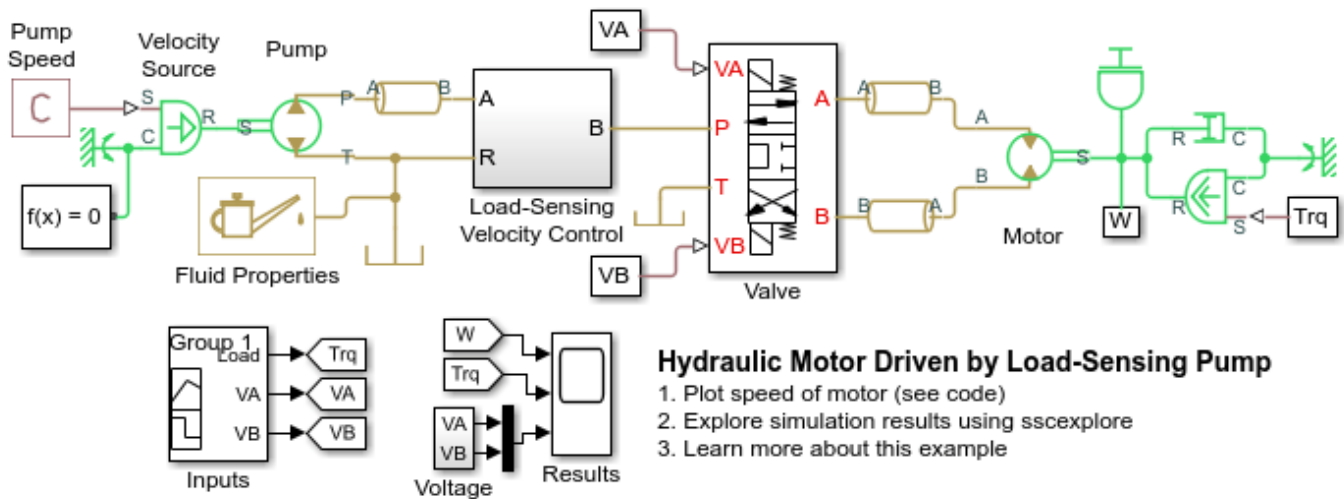 Pump
Speed
C
S
C
Velocity
Source
R
S
Pump
P
T
A
B
f(x) = 0
Fluid Properties
A
R
B
Load-Sensing
Velocity Control
VA
VB
VA
P
T
VB
A
B
Valve
A
B
B
A
A
B
S
Motor
W
R
C
C
R
S
Trq
Group 1
Load
VA
VB
Trq
VA
VB
Inputs
W
Trq
VA
VB
Voltage
Results
Hydraulic Motor Driven by Load-Sensing Pump
1. Plot speed of motor (see code)
2. Explore simulation results using sscexplore
3. Learn more about this example